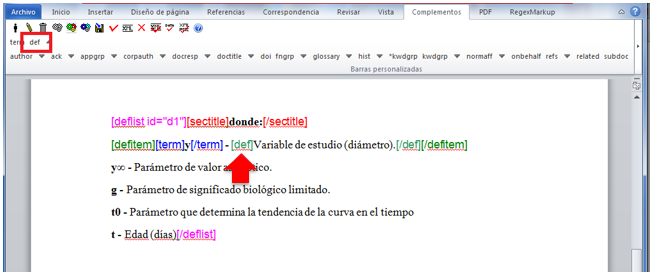 Archivo Inicio Insertar Diseño de página Referencias Correspondencia Revisar Vista Complementos PDF RegexMarkup
term def
author ack appgrp corpauth docresp doctitle doi fngrp glossary hist *kwdgrp kwdgrp normaff onbehalf refs related subdoc
Barras personalizadas
[deflist id="d1"][sectitle]donde:[/sectitle]
[defitem][term]y[/term] - [def]Variable de estudio (diámetro).[/def][/defitem]
y∞ - Parámetro de valor
g - Parámetro de significado biológico limitado.
t0 - Parámetro que determina la tendencia de la curva en el tiempo
t - Edad (días)[/deflist]